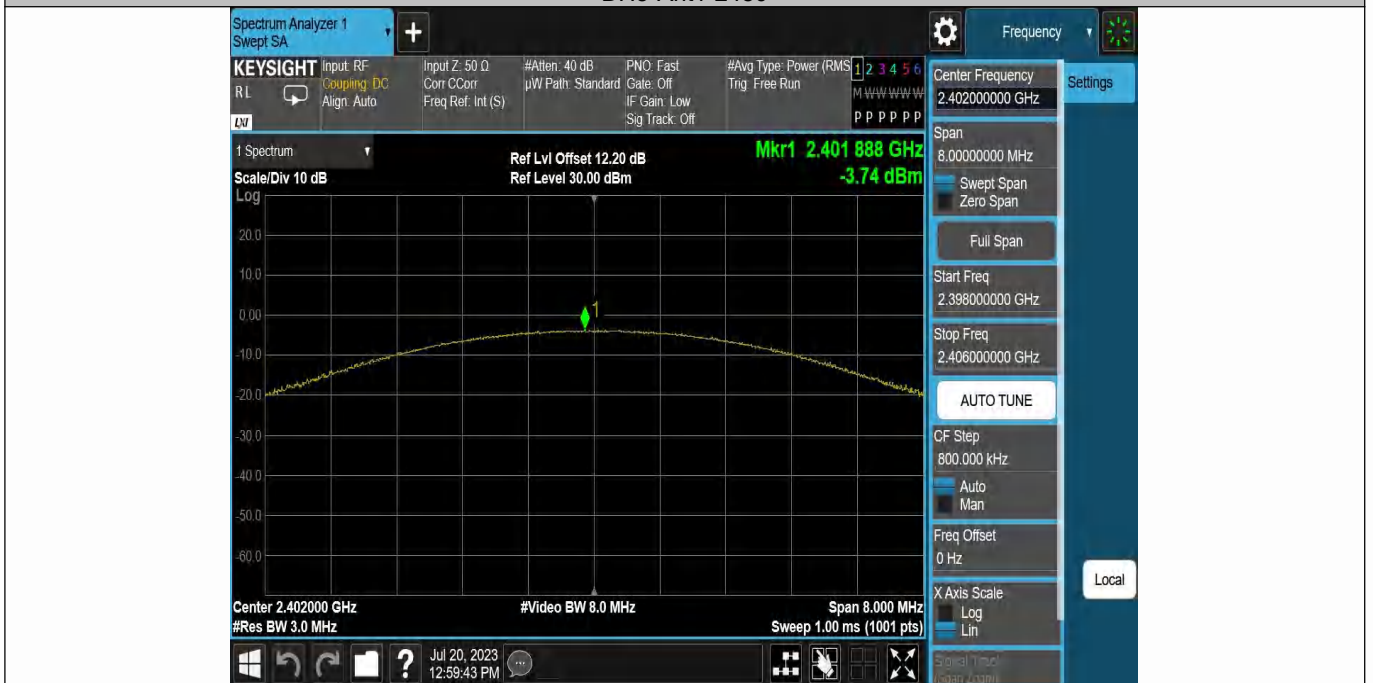 Spectrum Analyzer 1
Swept SA
+
Frequency
KEYSIGHT
RL
LXI
Input: RF
Coupling: DC
Align: Auto
Input Z: 50 Ω
Corr CCorr
Freq Ref: Int (S)
#Atten: 40 dB
µW Path: Standard
PNO: Fast
Gate: Off
IF Gain: Low
Sig Track: Off
#Avg Type: Power (RMS
Trig: Free Run
1 2 3 4 5 6
M W W W W W
P P P P P P
1 Spectrum
Scale/Div 10 dB
Ref Lvl Offset 12.20 dB
Ref Level 30.00 dBm
Mkr1 2.401 888 GHz
-3.74 dBm
Log
20.0
10.0
0.00
-10.0
-20.0
-30.0
-40.0
-50.0
-60.0
1
Center 2.402000 GHz
#Res BW 3.0 MHz
#Video BW 8.0 MHz
Span 8.000 MHz
Sweep 1.00 ms (1001 pts)
?
Jul 20, 2023
12:59:43 PM
Center Frequency
2.402000000 GHz
Settings
Span
8.00000000 MHz
Swept Span
Zero Span
Full Span
Start Freq
2.398000000 GHz
Stop Freq
2.406000000 GHz
AUTO TUNE
CF Step
800.000 kHz
Auto
Man
Freq Offset
0 Hz
X Axis Scale
Log
Lin
Local
Signal Track
(Span Zoom)